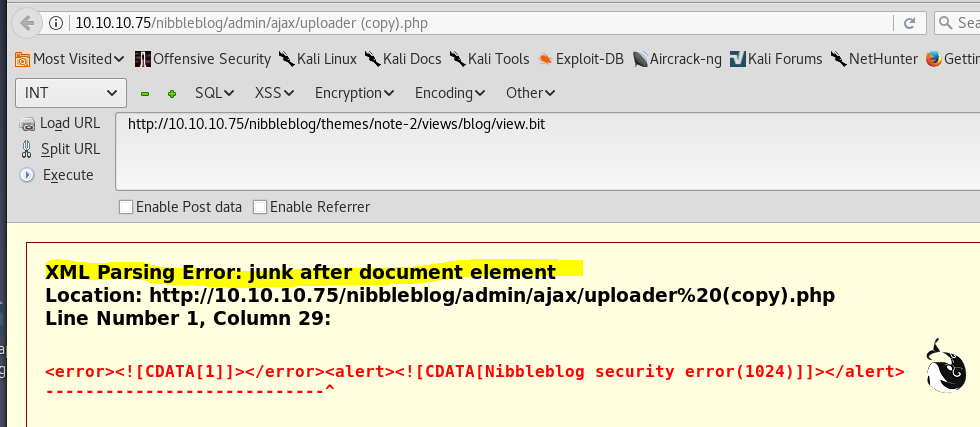 10.10.10.75/nibbleblog/admin/ajax/uploader (copy).php
Sea
Most Visited Offensive Security Kali Linux Kali Docs Kali Tools Exploit-DB Aircrack-ng Kali Forums NetHunter Gettin
INT SQL XSS Encryption Encoding Other
Load URL
Split URL
Execute
http://10.10.10.75/nibbleblog/themes/note-2/views/blog/view.bit
Enable Post data Enable Referrer
XML Parsing Error: junk after document element
Location: http://10.10.10.75/nibbleblog/admin/ajax/uploader%20(copy).php
Line Number 1, Column 29:
<error><![CDATA[1]]></error><alert><![CDATA[Nibbleblog security error(1024)]]></alert>
----------------------------^